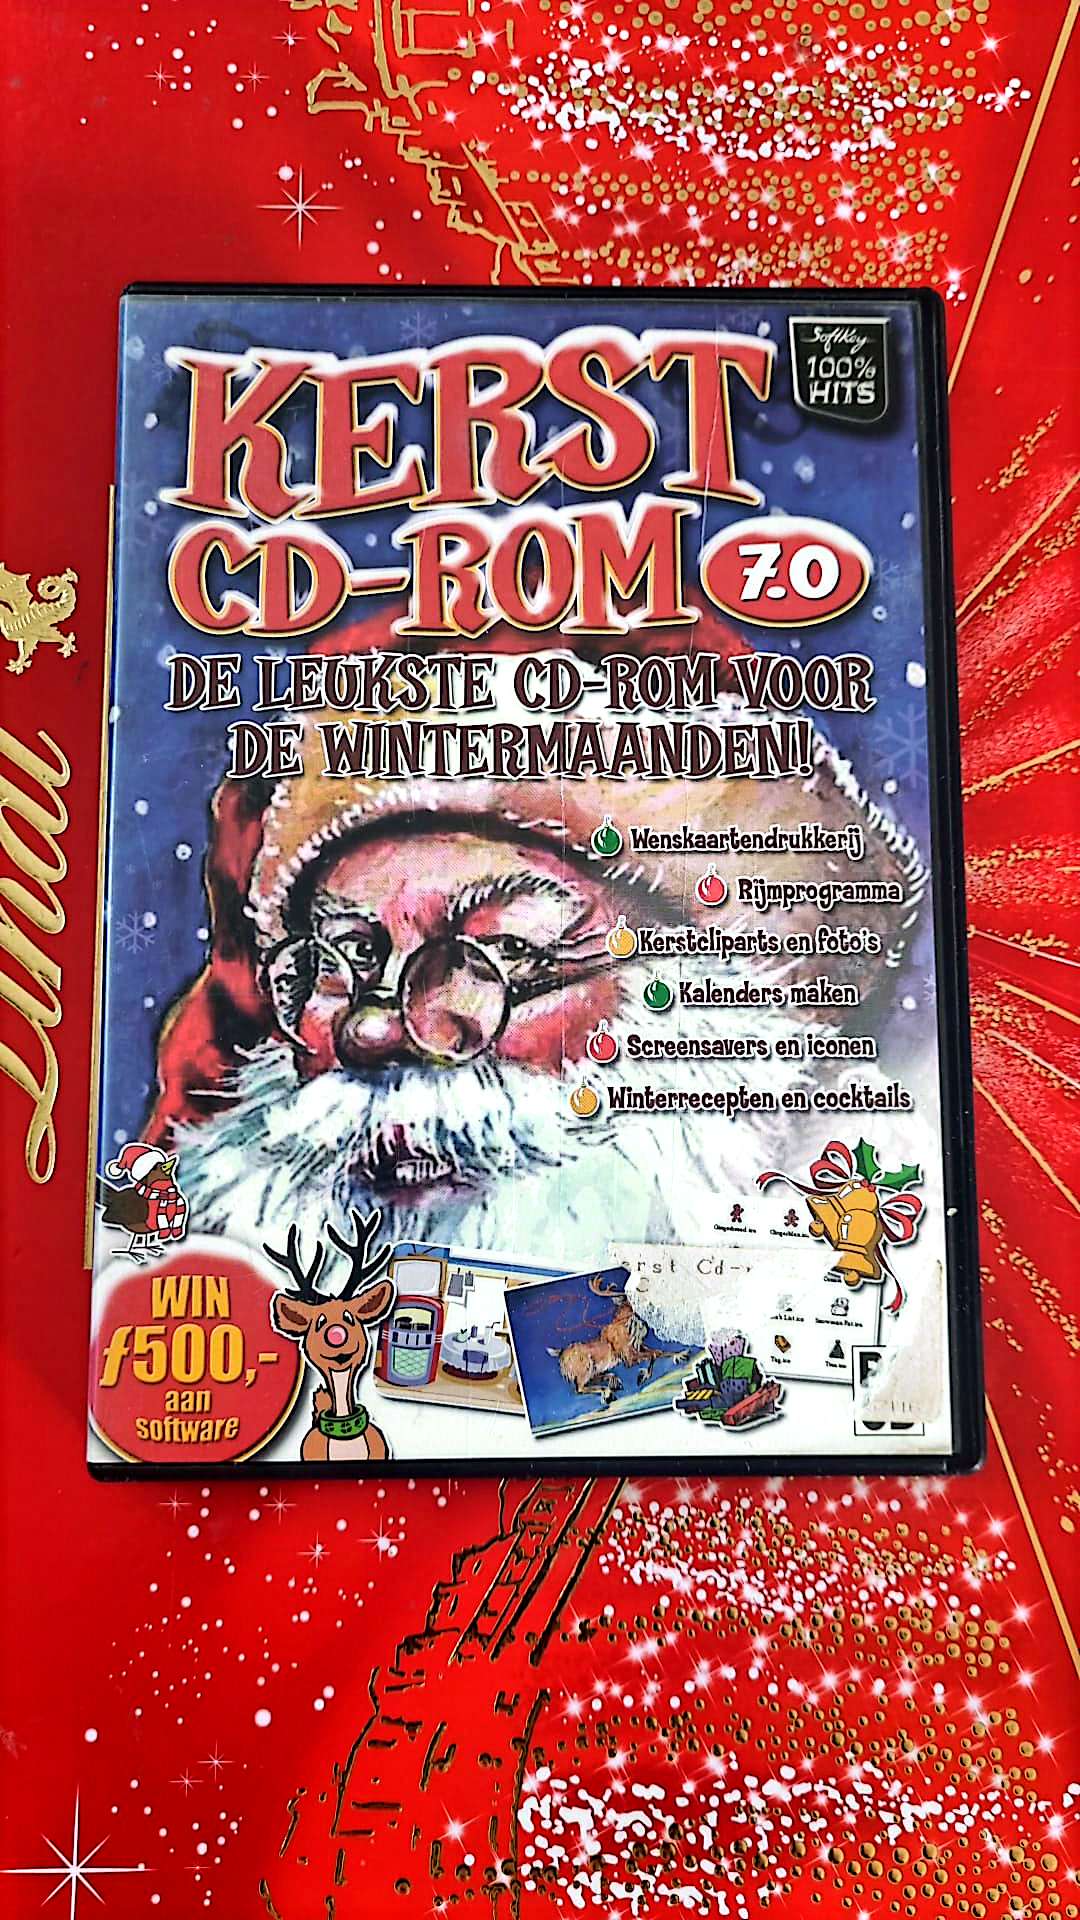 SoftKey
100%
HITS
KERST
CD-ROM 7.0
DE LEUKSTE CD-ROM VOOR
DE WINTERMAANDEN!
Wenskaartendrukkerij
Rijmprogramma
Kerstcliparts en foto's
Kalenders maken
Screensavers en iconen
Winterrecepten en cocktails
WIN
ƒ500,-
aan
software
Lindt